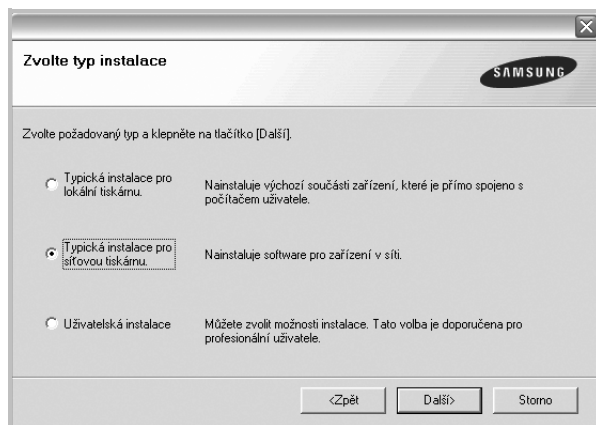 Zvolte typ instalace
SAMSUNG
Zvolte požadovaný typ a klepněte na tlačítko [Další].
Typická instalace pro
lokální tiskárnu.
Nainstaluje výchozí součásti zařízení, které je přímo spojeno s
počítačem uživatele.
Typická instalace pro
síťovou tiskárnu.
Nainstaluje software pro zařízení v síti.
Uživatelská instalace
Můžete zvolit možnosti instalace. Tato volba je doporučena pro
profesionální uživatele.
<Zpět
Další>
Storno